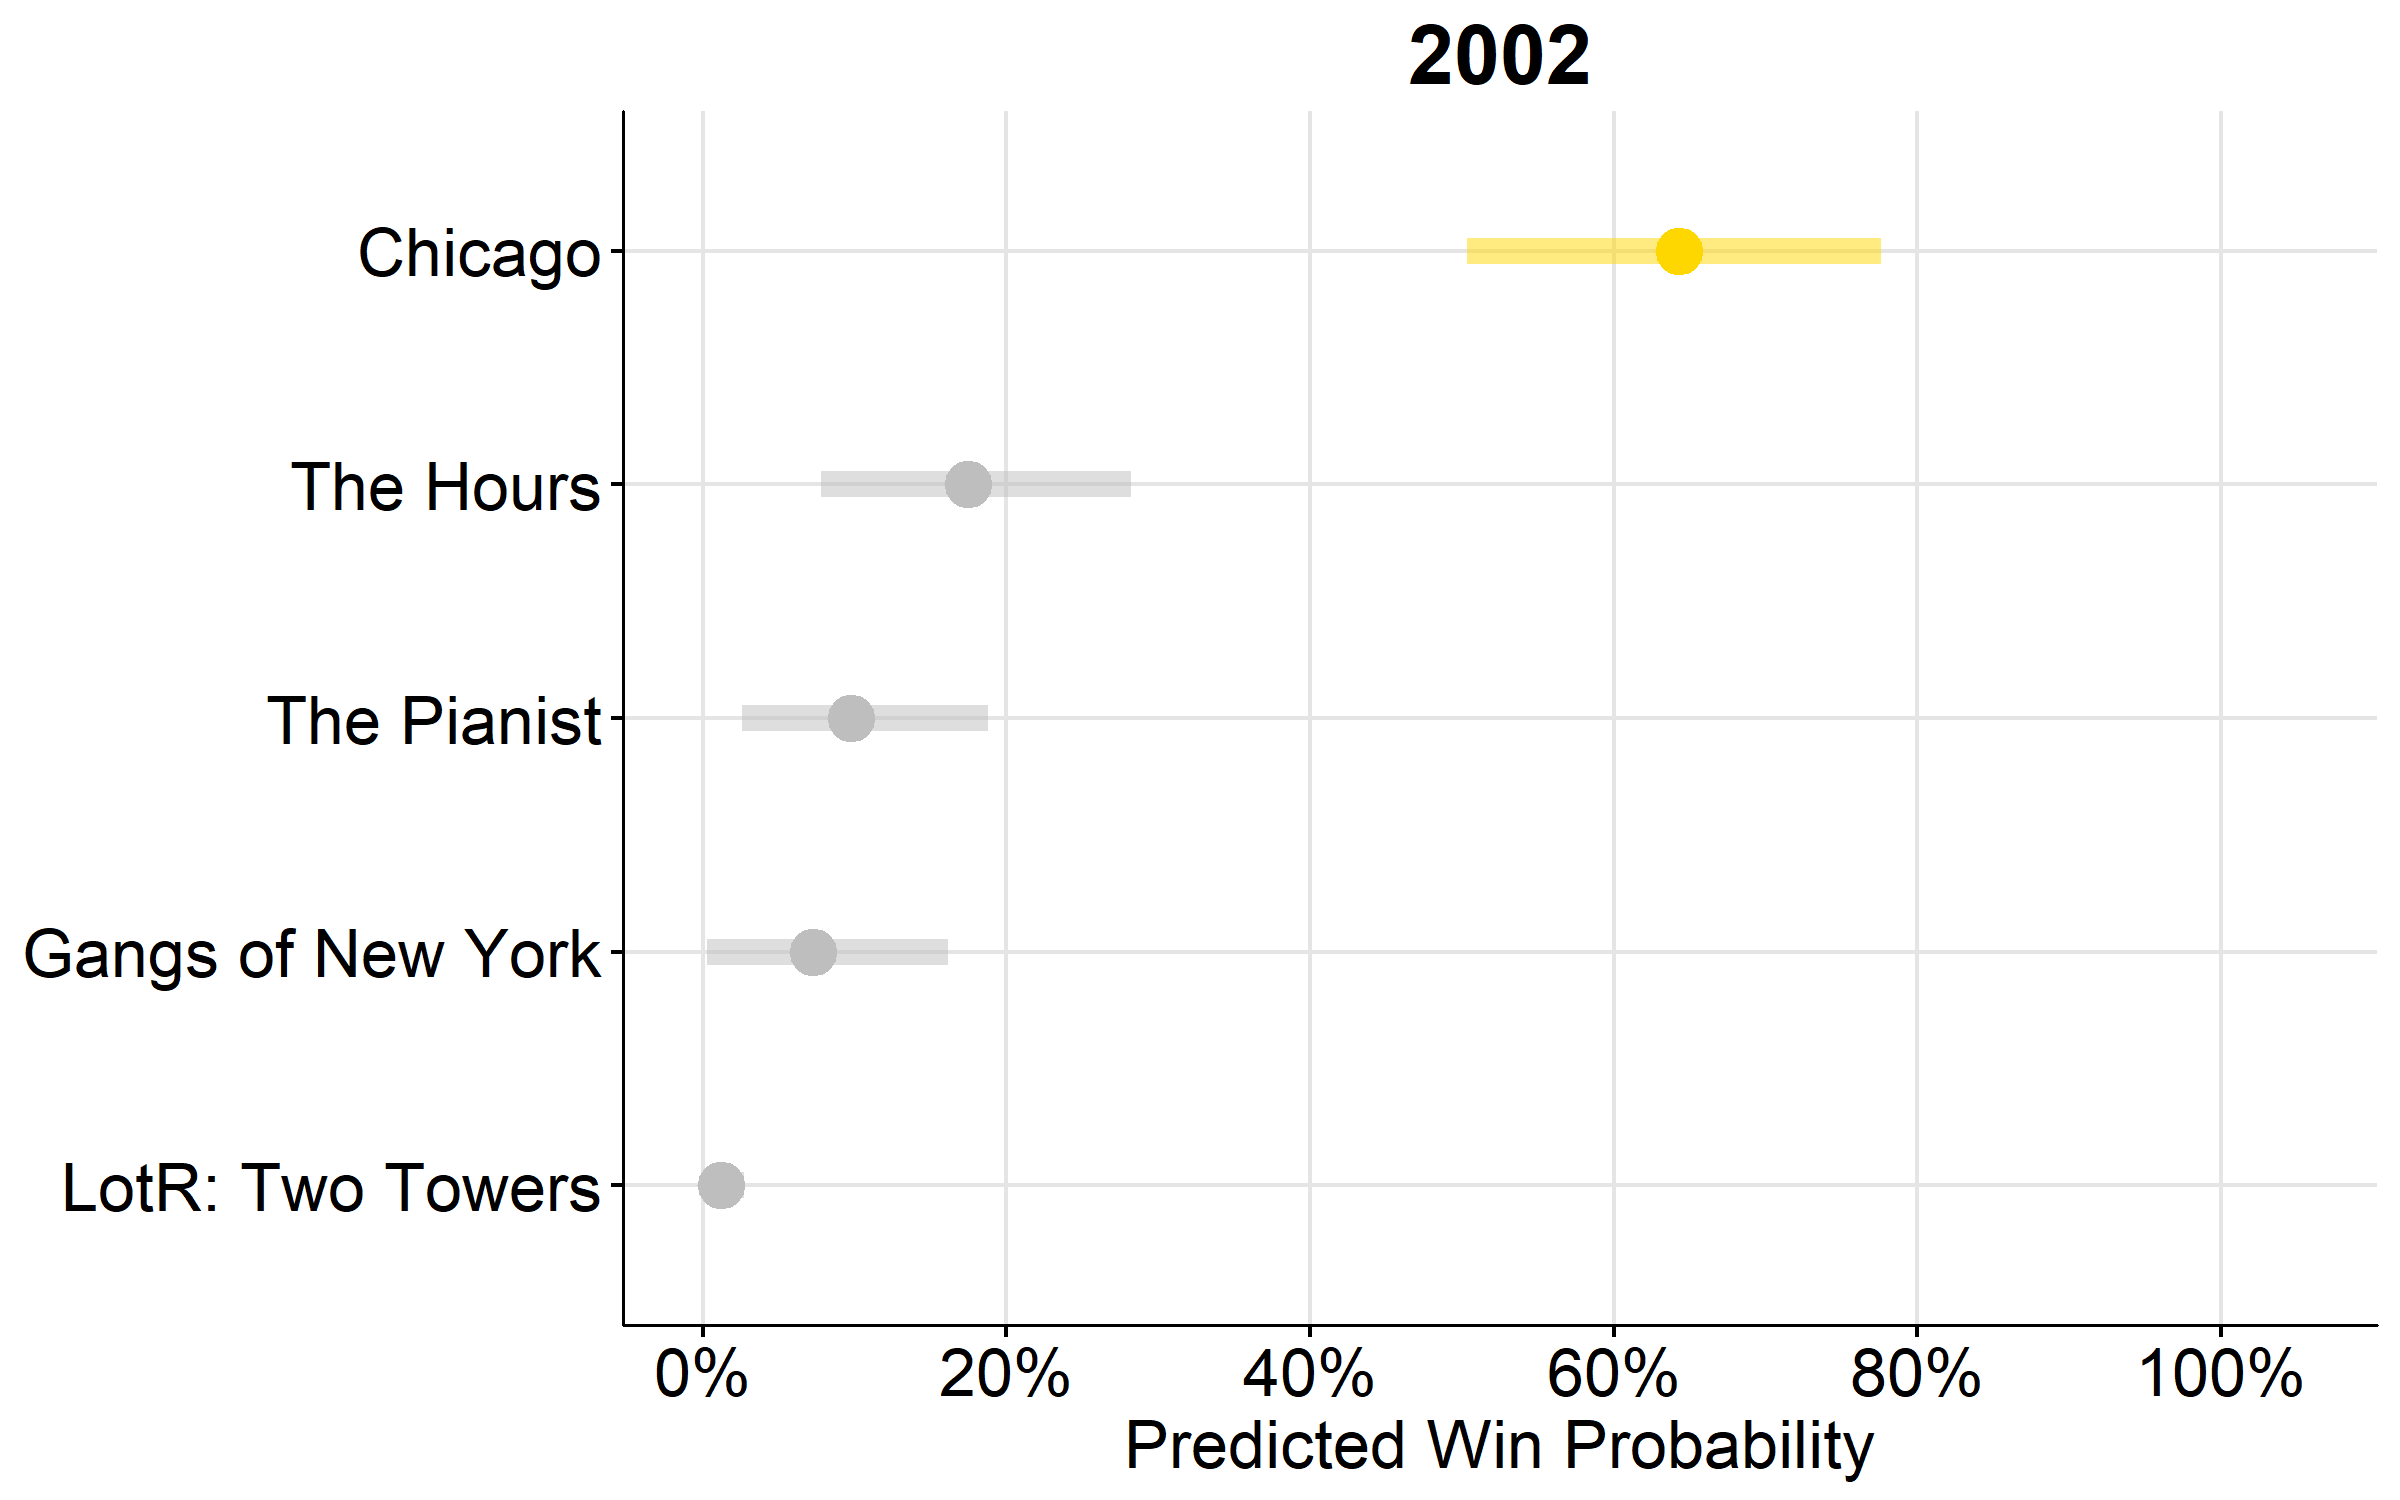 2002
Chicago
The Hours
The Pianist
Gangs of New York
LotR: Two Towers
0% 20% 40% 60% 80% 100%
Predicted Win Probability